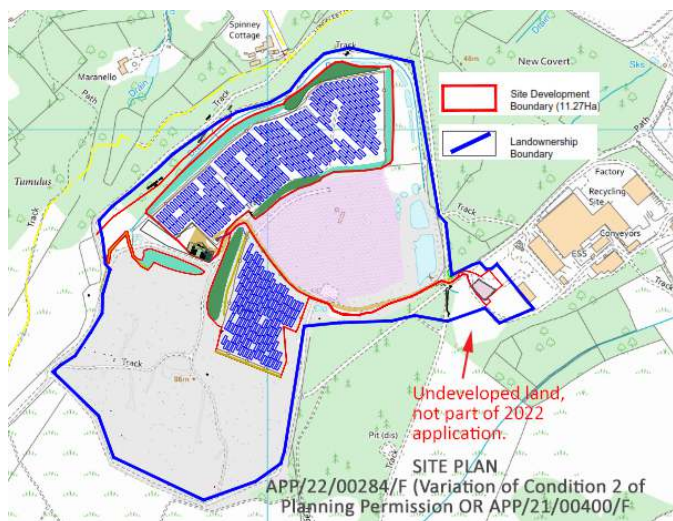 Spinney
Cottage
Track
Maranello
Drain
Path
Track
48m
New Covert
Drain
Sks
Site Development
Boundary (11.27Ha)
Landownership
Boundary
Path
Tumulus
Track
Factory
Recycling
Site
Conveyors
ESS
Track
86m
Undeveloped land,
not part of 2022
application.
Pit (dis)
SITE PLAN
APP/22/00284/F (Variation of Condition 2 of
Planning Permission OR APP/21/00400/F